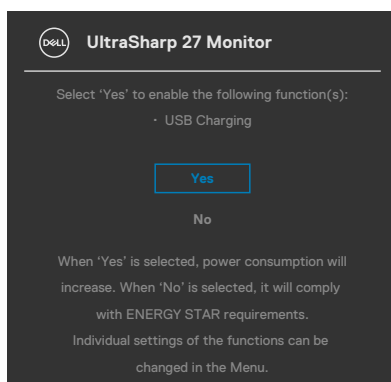 DELL
UltraSharp 27 Monitor
Select ‘Yes’ to enable the following function(s):
· USB Charging
Yes
No
When ‘Yes’ is selected, power consumption will
increase. When ‘No’ is selected, it will comply
with ENERGY STAR requirements.
Individual settings of the functions can be
changed in the Menu.